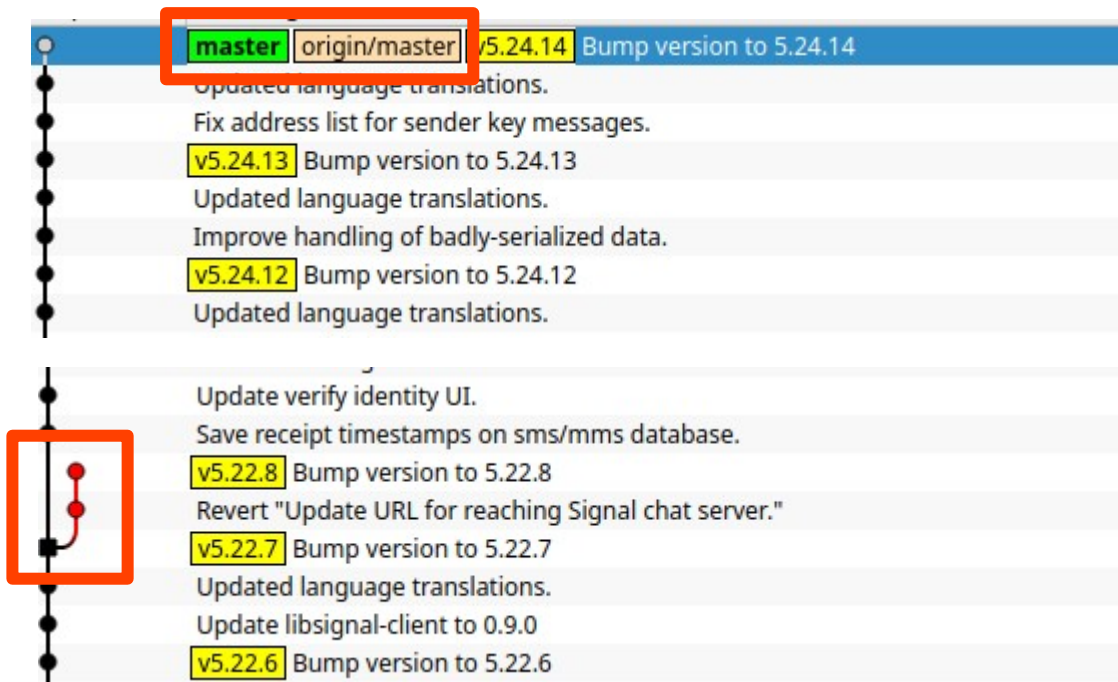 master origin/master v5.24.14 Bump version to 5.24.14
Updated language translations.
Fix address list for sender key messages.
v5.24.13 Bump version to 5.24.13
Updated language translations.
Improve handling of badly-serialized data.
v5.24.12 Bump version to 5.24.12
Updated language translations.
Update verify identity UI.
Save receipt timestamps on sms/mms database.
v5.22.8 Bump version to 5.22.8
Revert "Update URL for reaching Signal chat server."
v5.22.7 Bump version to 5.22.7
Updated language translations.
Update libsignal-client to 0.9.0
v5.22.6 Bump version to 5.22.6